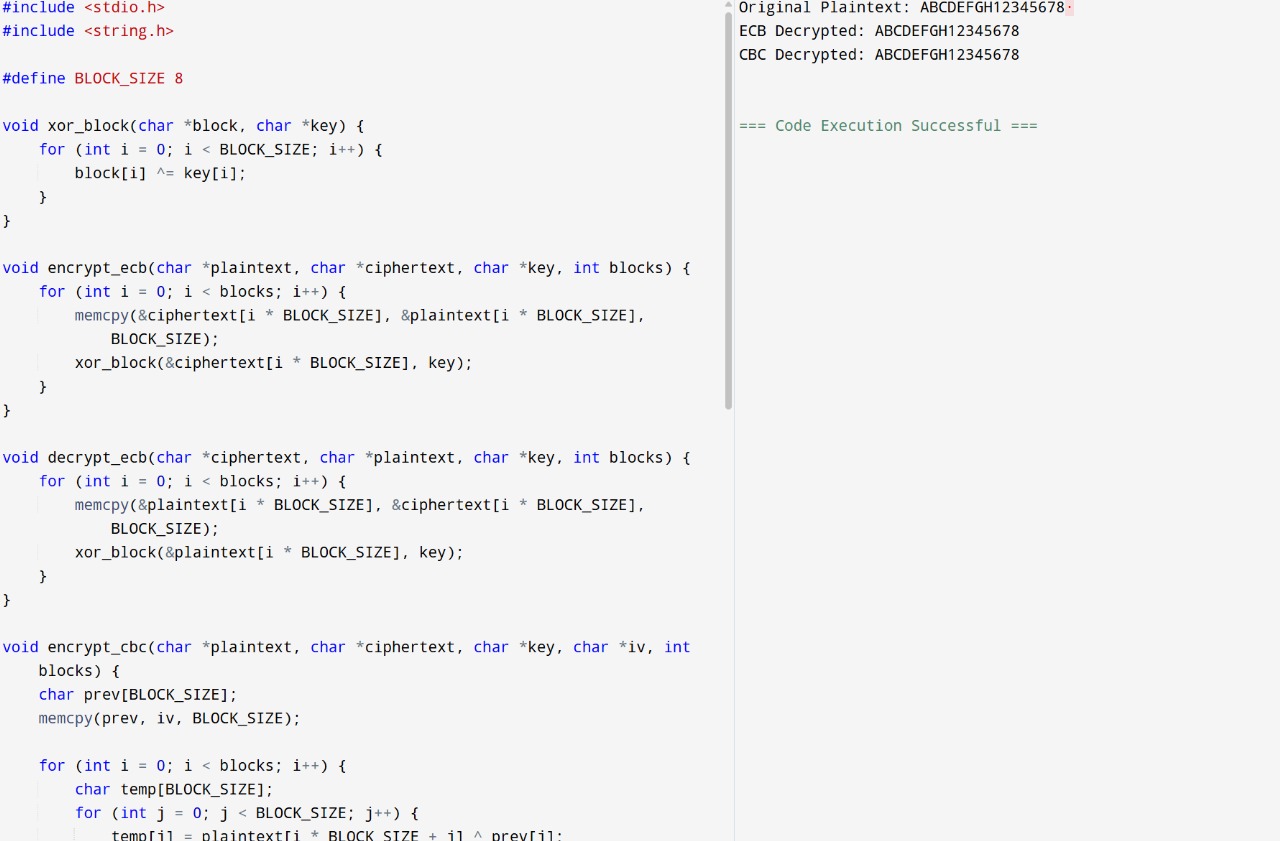 #include <stdio.h>
#include <string.h>
#define BLOCK_SIZE 8
void xor_block(char *block, char *key) {
for (int i = 0; i < BLOCK_SIZE; i++) {
block[i] ^= key[i];
}
}
void encrypt_ecb(char *plaintext, char *ciphertext, char *key, int blocks) {
for (int i = 0; i < blocks; i++) {
memcpy(&ciphertext[i * BLOCK_SIZE], &plaintext[i * BLOCK_SIZE],
BLOCK_SIZE);
xor_block(&ciphertext[i * BLOCK_SIZE], key);
}
}
void decrypt_ecb(char *ciphertext, char *plaintext, char *key, int blocks) {
for (int i = 0; i < blocks; i++) {
memcpy(&plaintext[i * BLOCK_SIZE], &ciphertext[i * BLOCK_SIZE],
BLOCK_SIZE);
xor_block(&plaintext[i * BLOCK_SIZE], key);
}
}
void encrypt_cbc(char *plaintext, char *ciphertext, char *key, char *iv, int
blocks) {
char prev[BLOCK_SIZE];
memcpy(prev, iv, BLOCK_SIZE);
for (int i = 0; i < blocks; i++) {
char temp[BLOCK_SIZE];
for (int j = 0; j < BLOCK_SIZE; j++) {
temp[j] = plaintext[i * BLOCK_SIZE + j] ^ prev[j];
Original Plaintext: ABCDEFGH12345678·
ECB Decrypted: ABCDEFGH12345678
CBC Decrypted: ABCDEFGH12345678
=== Code Execution Successful ===